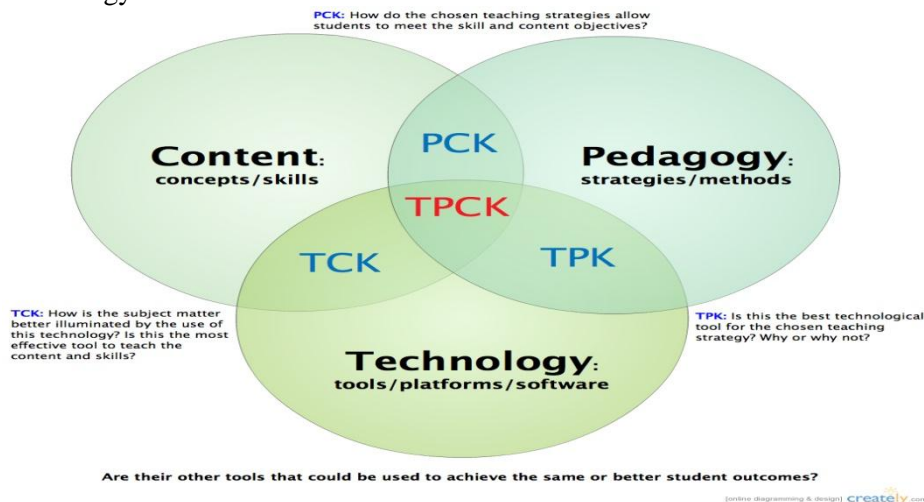 PCK: How do the chosen teaching strategies allow
students to meet the skill and content objectives?
Content:
concepts/skills
PCK
Pedagogy:
strategies/methods
TPCK
TCK
TPK
TCK: How is the subject matter
better illuminated by the use of
this technology? Is this the most
effective tool to teach the
content and skills?
TPK: Is this the best technological
tool for the chosen teaching
strategy? Why or why not?
Technology:
tools/platforms/software
Are their other tools that could be used to achieve the same or better student outcomes?
[online diagramming & design] creately.com